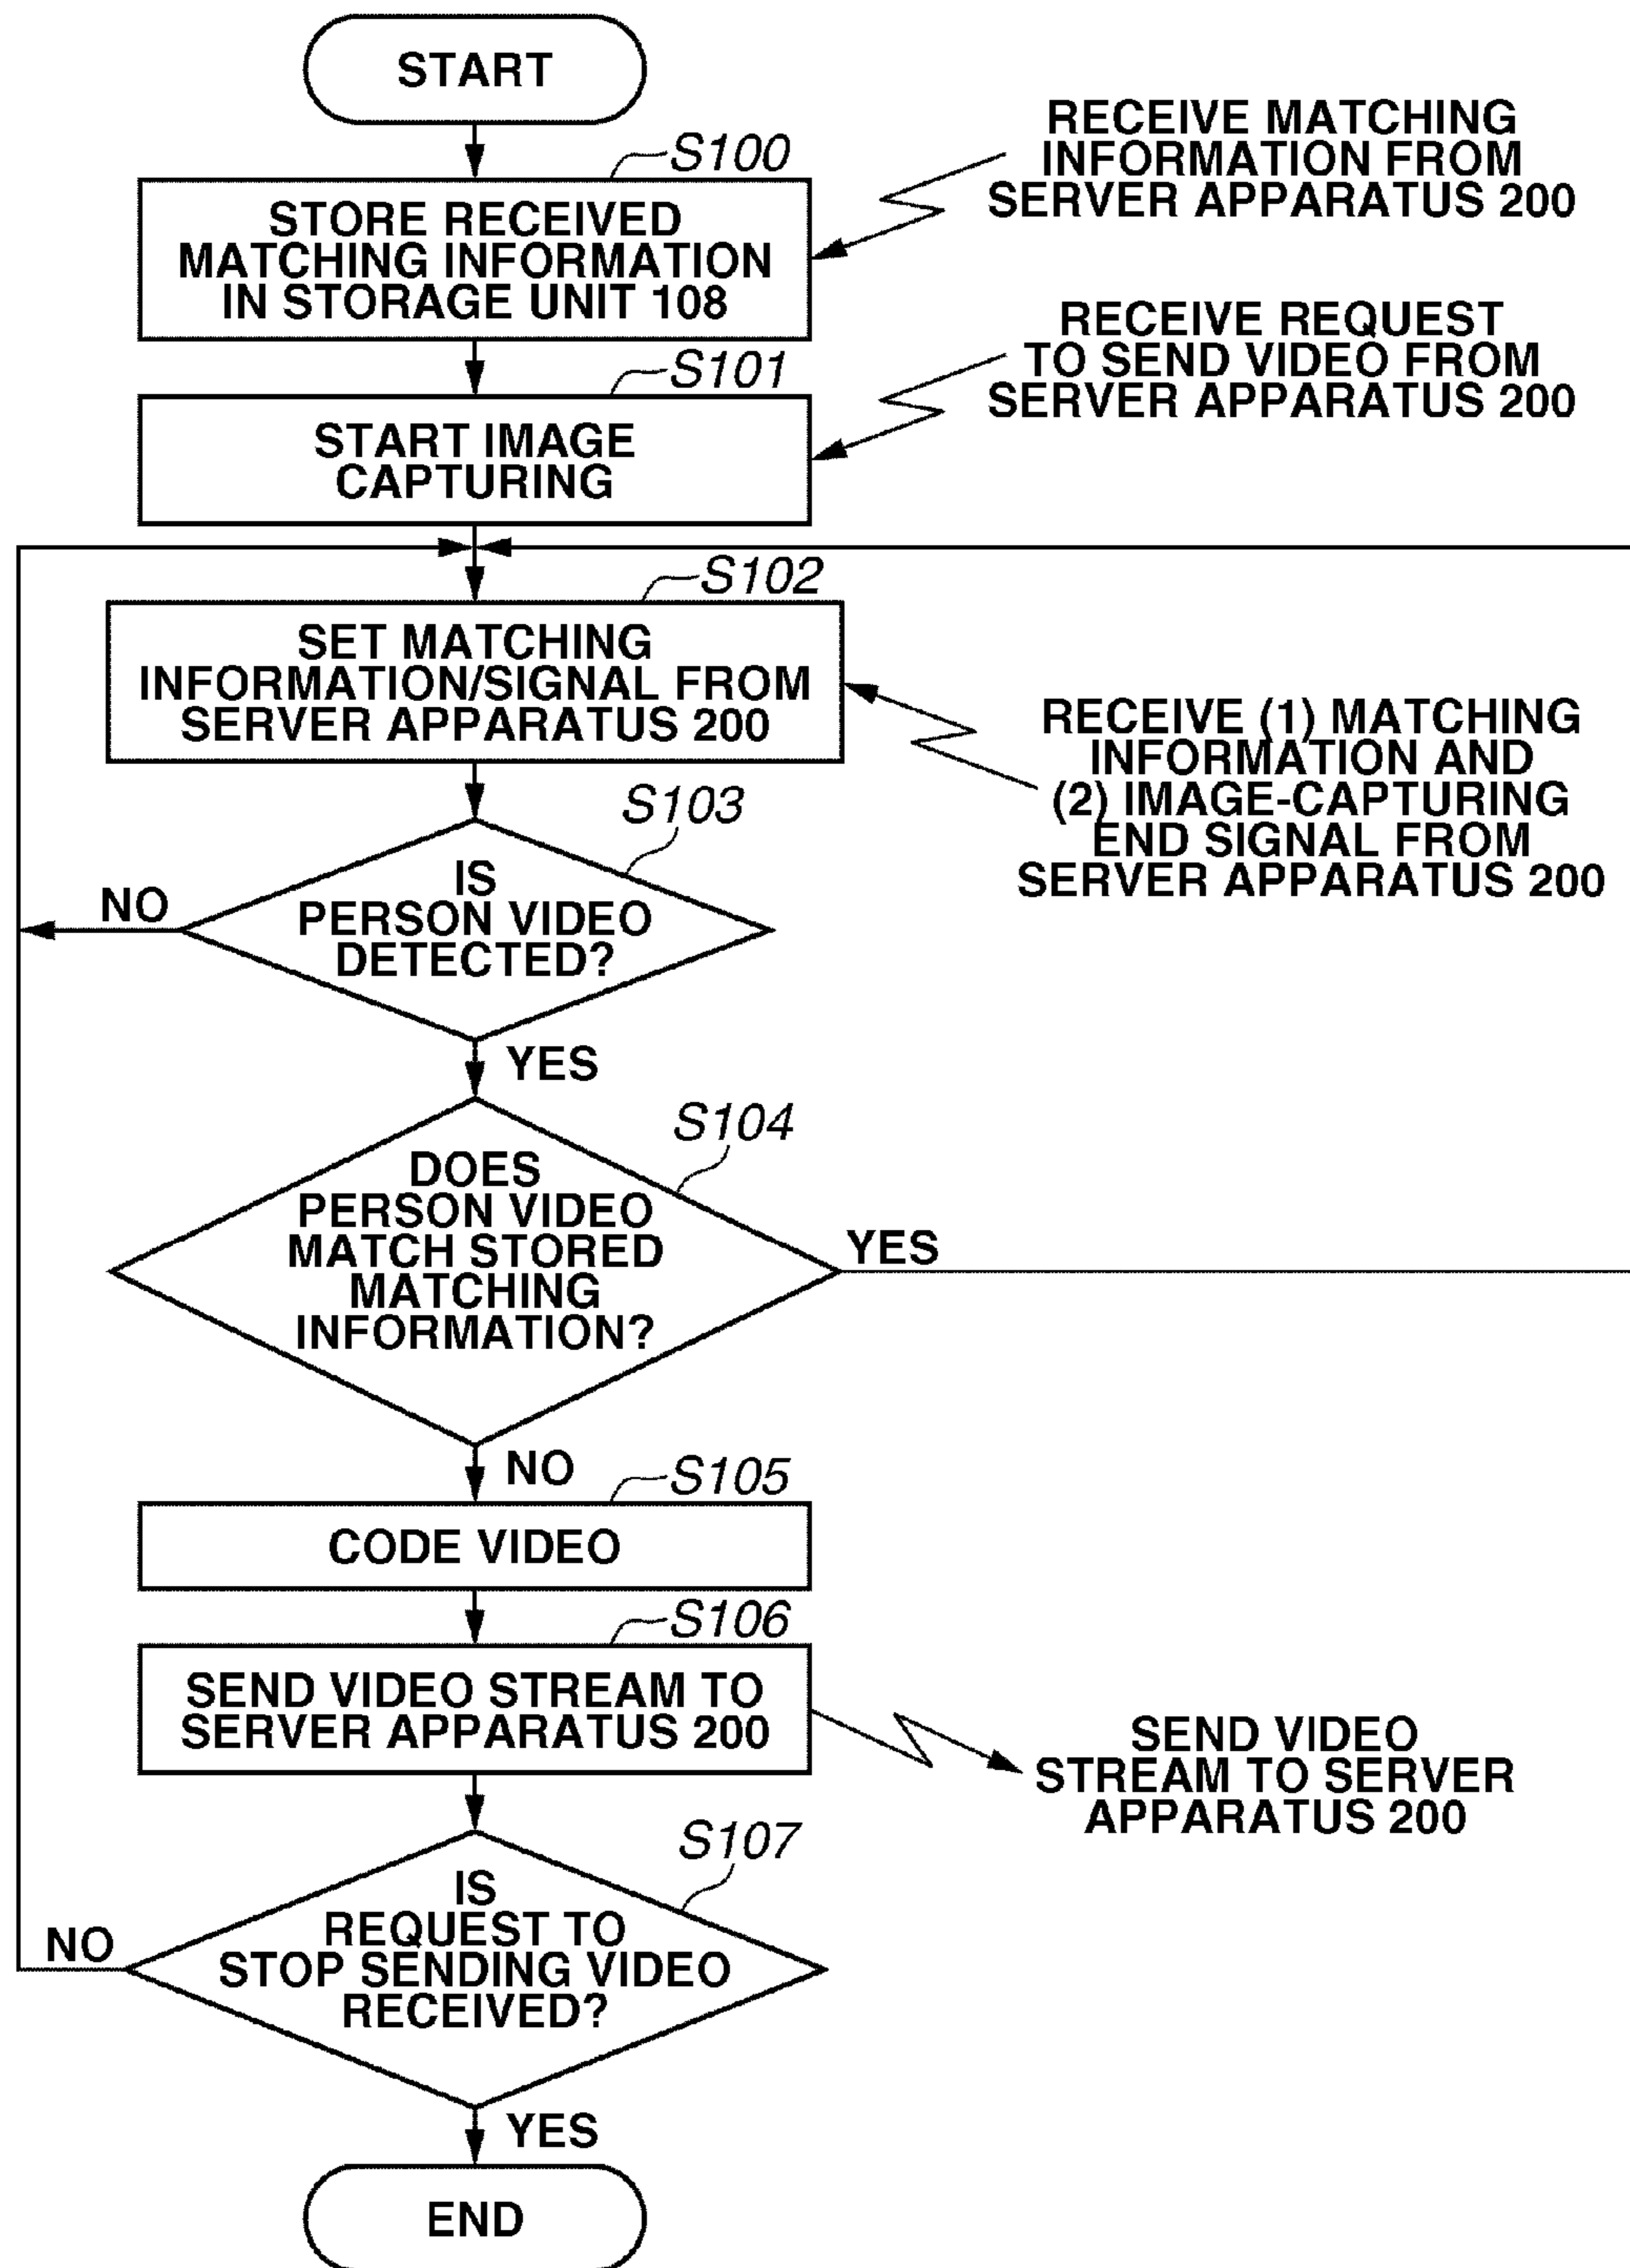 START
S100
STORE RECEIVED
MATCHING INFORMATION
IN STORAGE UNIT 108
RECEIVE MATCHING
INFORMATION FROM
SERVER APPARATUS 200
S101
START IMAGE
CAPTURING
RECEIVE REQUEST
TO SEND VIDEO FROM
SERVER APPARATUS 200
S102
SET MATCHING
INFORMATION/SIGNAL FROM
SERVER APPARATUS 200
RECEIVE (1) MATCHING
INFORMATION AND
(2) IMAGE-CAPTURING
END SIGNAL FROM
SERVER APPARATUS 200
S103
IS
PERSON VIDEO
DETECTED?
NO
YES
S104
DOES
PERSON VIDEO
MATCH STORED
MATCHING
INFORMATION?
YES
NO
S105
CODE VIDEO
S106
SEND VIDEO STREAM TO
SERVER APPARATUS 200
SEND VIDEO
STREAM TO SERVER
APPARATUS 200
S107
IS
REQUEST TO
STOP SENDING VIDEO
RECEIVED?
NO
YES
END